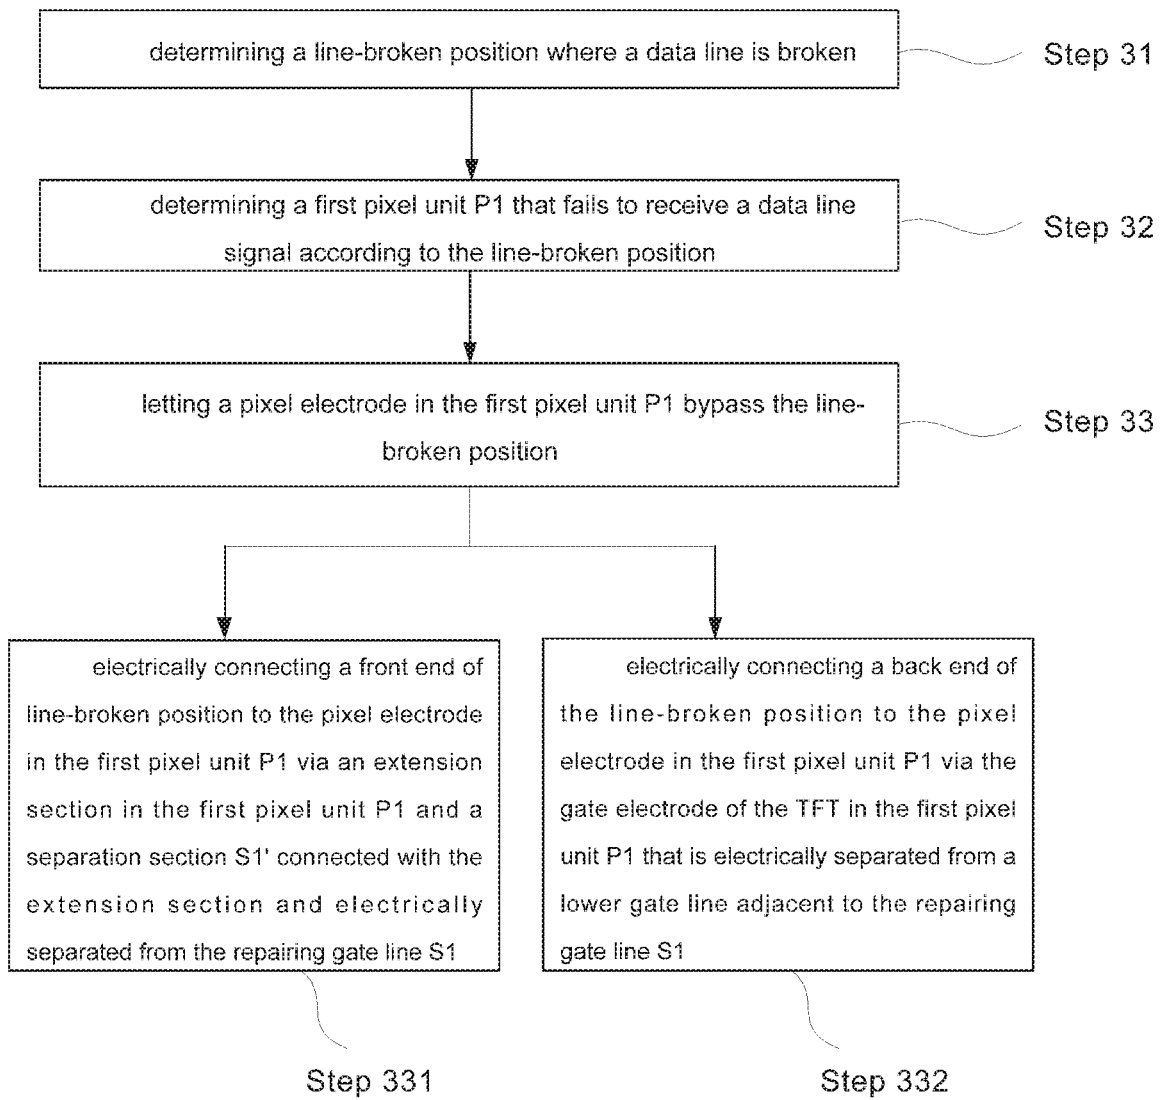 determining a line-broken position where a data line is broken
Step 31
determining a first pixel unit P1 that fails to receive a data line
signal according to the line-broken position
Step 32
letting a pixel electrode in the first pixel unit P1 bypass the line-
broken position
Step 33
electrically connecting a front end of
line-broken position to the pixel electrode
in the first pixel unit P1 via an extension
section in the first pixel unit P1 and a
separation section S1' connected with the
extension section and electrically
separated from the repairing gate line S1
Step 331
electrically connecting a back end of
the line-broken position to the pixel
electrode in the first pixel unit P1 via the
gate electrode of the TFT in the first pixel
unit P1 that is electrically separated from a
lower gate line adjacent to the repairing
gate line S1
Step 332